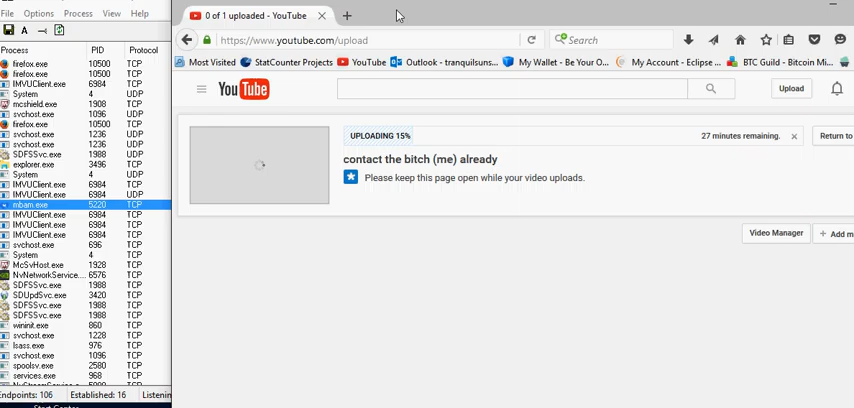 File Options Process View Help
A
Process PID Protocol
firefox.exe 10500 TCP
firefox.exe 10500 TCP
IMVUClient.exe 6984 TCP
System 4 UDP
mcshield.exe 1908 TCP
svchost.exe 1096 UDP
firefox.exe 10500 TCP
svchost.exe 1236 UDP
svchost.exe 1236 UDP
SDFSSvc.exe 1988 UDP
explorer.exe 3496 TCP
System 4 UDP
IMVUClient.exe 6984 TCP
IMVUClient.exe 6984 UDP
mbam.exe 5220 TCP
IMVUClient.exe 6984 TCP
IMVUClient.exe 6984 TCP
IMVUClient.exe 6984 TCP
svchost.exe 696 TCP
System 4 TCP
McSvHost.exe 1928 TCP
NvNetworkService.... 6576 TCP
SDFSSvc.exe 1988 TCP
SDUpdSvc.exe 3420 TCP
SDFSSvc.exe 1988 TCP
SDFSSvc.exe 1988 TCP
wininit.exe 860 TCP
svchost.exe 1228 TCP
lsass.exe 976 TCP
svchost.exe 1096 TCP
spoolsv.exe 2580 TCP
services.exe 968 TCP
Endpoints: 106 Established: 16 Listenin
0 of 1 uploaded - YouTube
https://www.youtube.com/upload
Search
Most Visited StatCounter Projects YouTube Outlook - tranquilsuns... My Wallet - Be Your O... My Account - Eclipse ... BTC Guild - Bitcoin Mi...
YouTube
Upload
UPLOADING 15% 27 minutes remaining. Return to
contact the bitch (me) already
Please keep this page open while your video uploads.
Video Manager + Add m